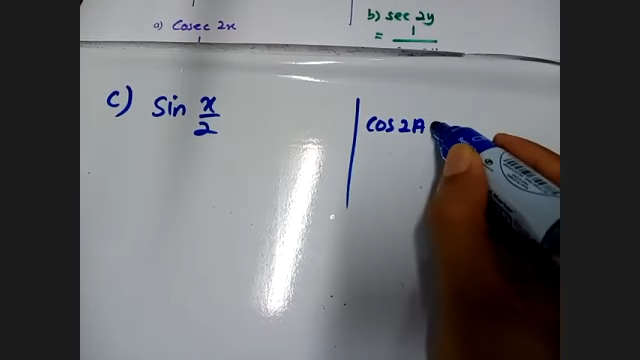 a) Cosec 2x
b) sec 2y
= 1
c) sin x/2
cos 2A